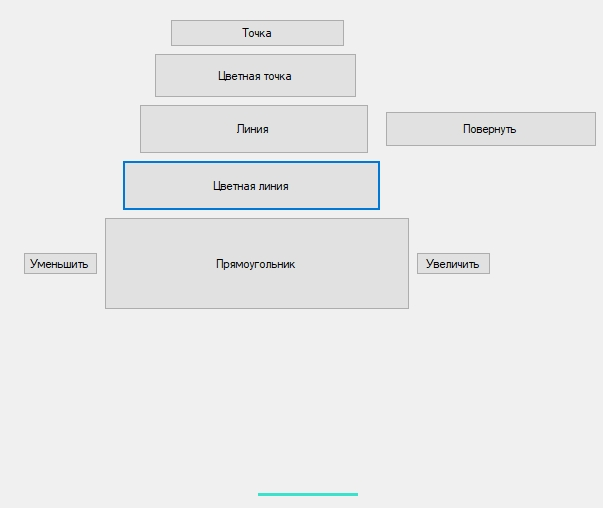 Точка
Цветная точка
Линия
Повернуть
Цветная линия
Уменьшить
Прямоугольник
Увеличить